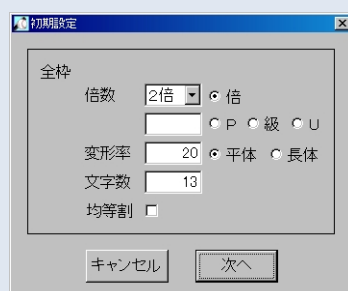 初期設定
全枠
倍数 2倍 倍
P 級 U
変形率 20 平体 長体
文字数 13
均等割
キャンセル 次へ